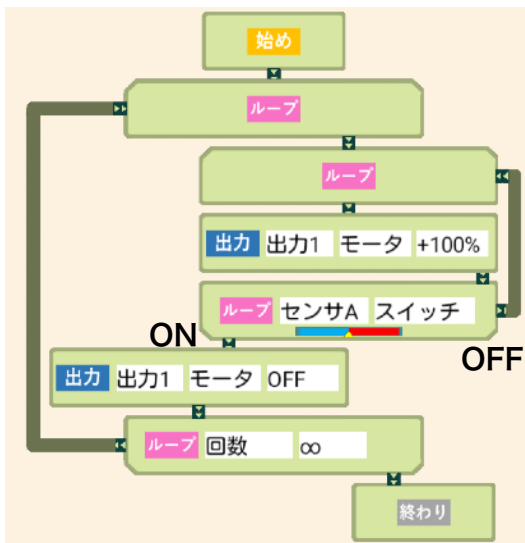 始め
ループ
ループ
出力 出力1 モータ +100%
ループ センサA スイッチ
ON
OFF
出力 出力1 モータ OFF
ループ 回数 ∞
終わり